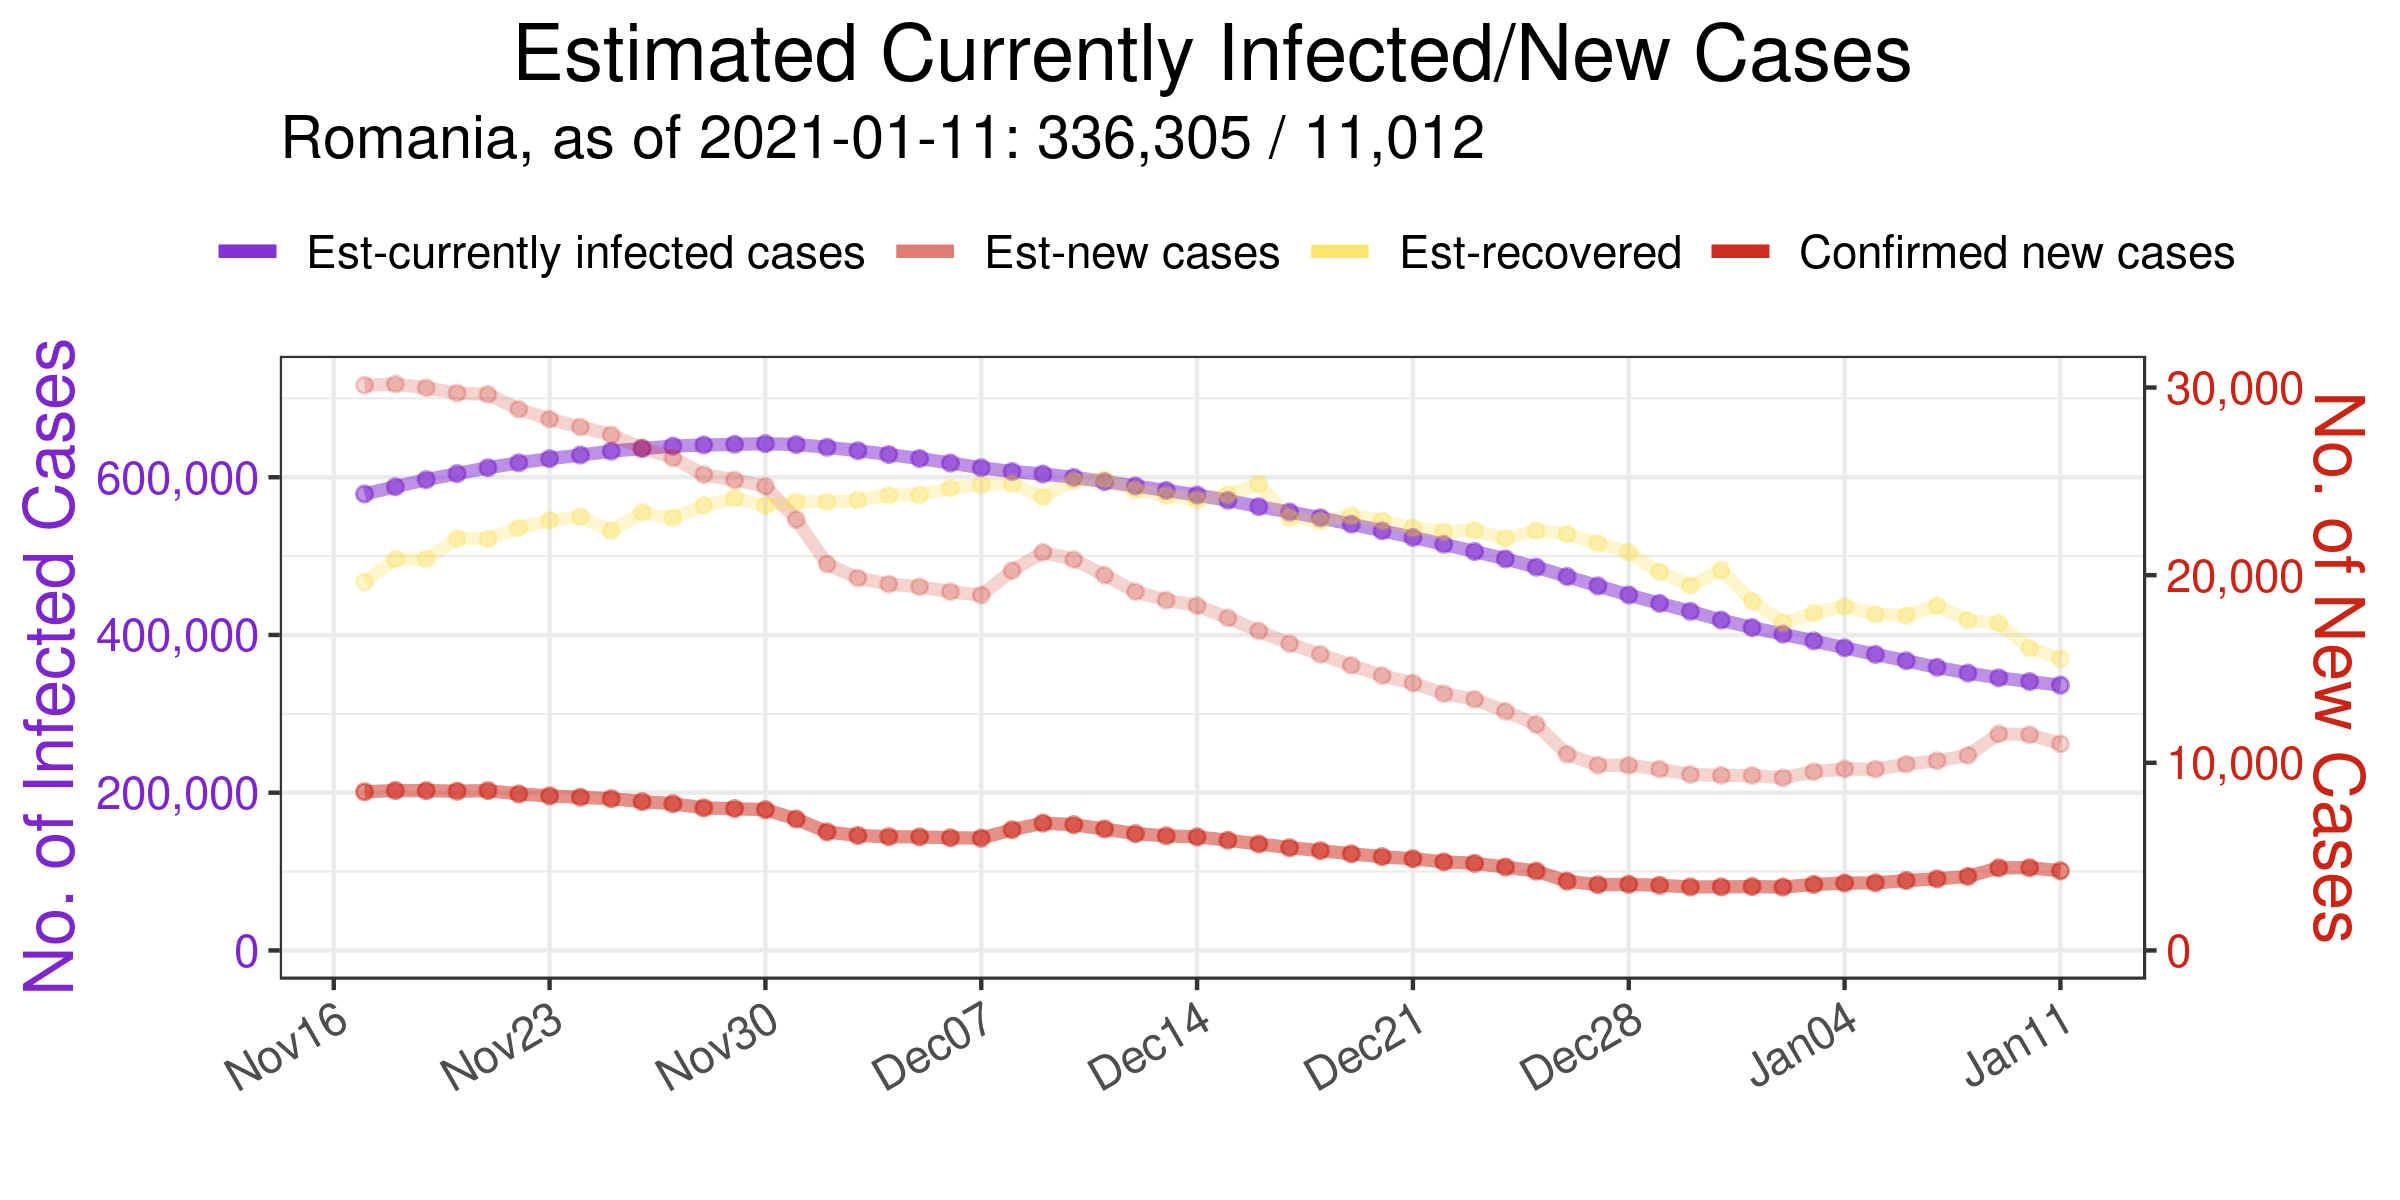 Estimated Currently Infected/New Cases
Romania, as of 2021-01-11: 336,305 / 11,012
Est-currently infected cases Est-new cases Est-recovered Confirmed new cases
No. of Infected Cases
600,000
400,000
200,000
0
30,000
20,000
10,000
0
No. of New Cases
Nov16 Nov23 Nov30 Dec07 Dec14 Dec21 Dec28 Jan04 Jan11